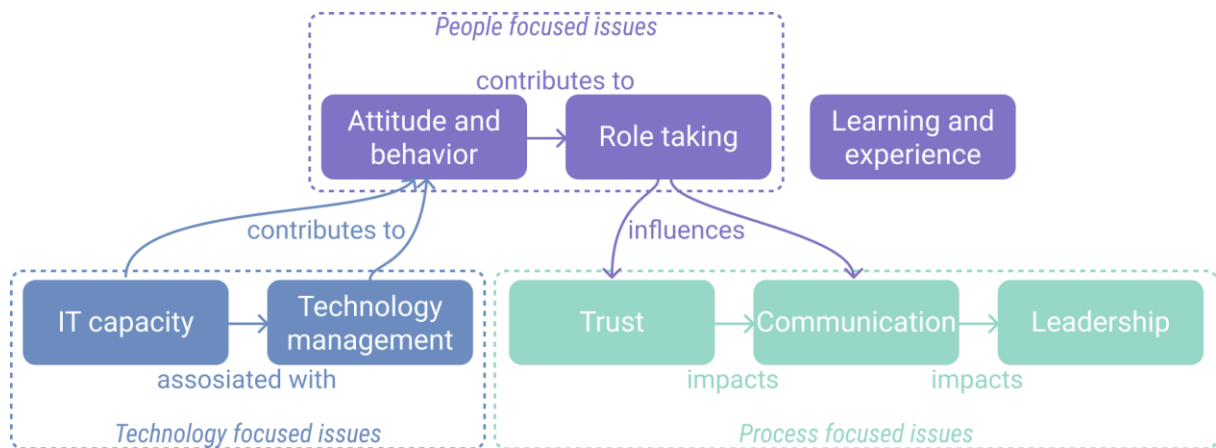 People focused issues
contributes to
Attitude and
behavior
Role taking
Learning and
experience
contributes to
influences
IT capacity
Technology
management
Trust
Communication
Leadership
assosiated with
impacts
impacts
Technology focused issues
Process focused issues